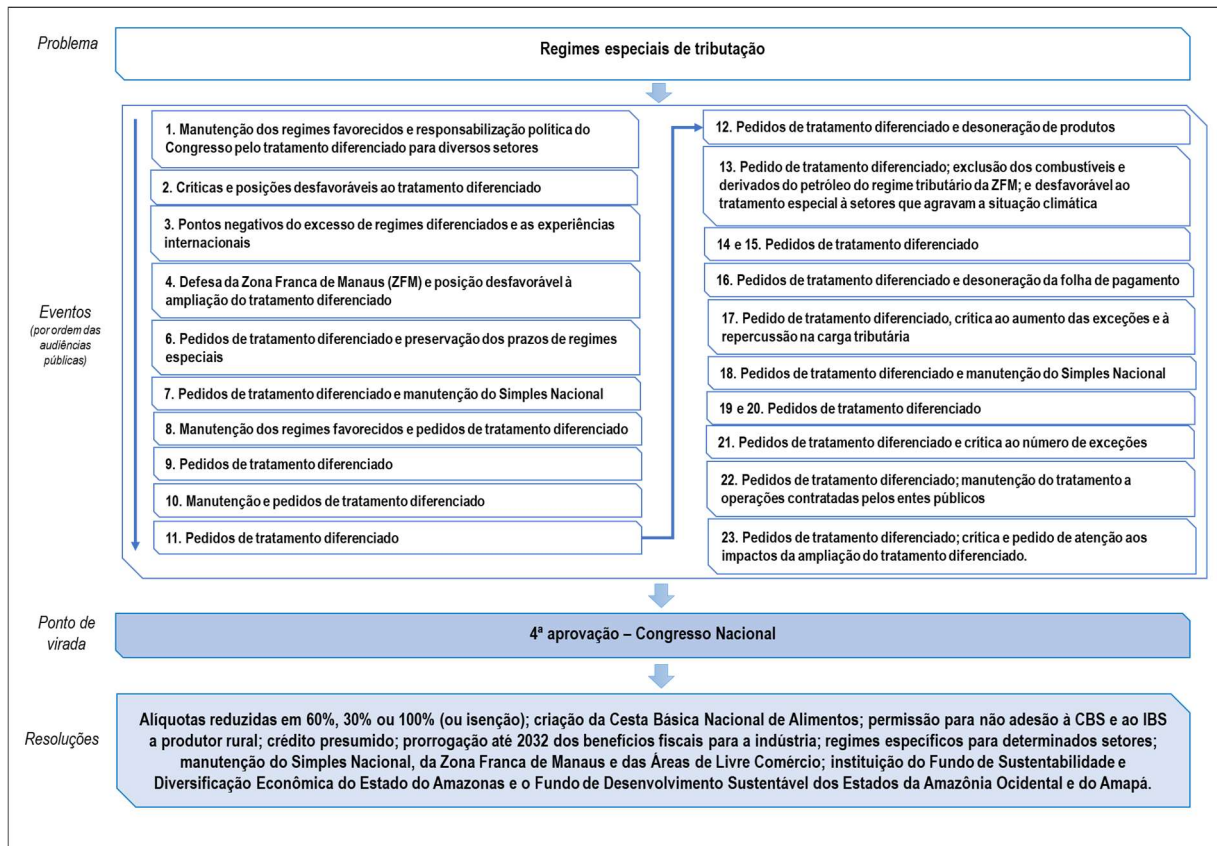 Problema
Regimes especiais de tributação
Eventos
(por ordem das
audiências
públicas)
1. Manutenção dos regimes favorecidos e responsabilização política do
Congresso pelo tratamento diferenciado para diversos setores
2. Críticas e posições desfavoráveis ao tratamento diferenciado
3. Pontos negativos do excesso de regimes diferenciados e as experiências
internacionais
4. Defesa da Zona Franca de Manaus (ZFM) e posição desfavorável à
ampliação do tratamento diferenciado
6. Pedidos de tratamento diferenciado e preservação dos prazos de regimes
especiais
7. Pedidos de tratamento diferenciado e manutenção do Simples Nacional
8. Manutenção dos regimes favorecidos e pedidos de tratamento diferenciado
9. Pedidos de tratamento diferenciado
10. Manutenção e pedidos de tratamento diferenciado
11. Pedidos de tratamento diferenciado
12. Pedidos de tratamento diferenciado e desoneração de produtos
13. Pedido de tratamento diferenciado; exclusão dos combustíveis e
derivados do petróleo do regime tributário da ZFM; e desfavorável ao
tratamento especial à setores que agravam a situação climática
14 e 15. Pedidos de tratamento diferenciado
16. Pedidos de tratamento diferenciado e desoneração da folha de pagamento
17. Pedido de tratamento diferenciado, crítica ao aumento das exceções e à
repercussão na carga tributária
18. Pedidos de tratamento diferenciado e manutenção do Simples Nacional
19 e 20. Pedidos de tratamento diferenciado
21. Pedidos de tratamento diferenciado e crítica ao número de exceções
22. Pedidos de tratamento diferenciado; manutenção do tratamento a
operações contratadas pelos entes públicos
23. Pedidos de tratamento diferenciado; crítica e pedido de atenção aos
impactos da ampliação do tratamento diferenciado.
Ponto de
virada
4ª aprovação – Congresso Nacional
Resoluções
Alíquotas reduzidas em 60%, 30% ou 100% (ou isenção); criação da Cesta Básica Nacional de Alimentos; permissão para não adesão à CBS e ao IBS
a produtor rural; crédito presumido; prorrogação até 2032 dos benefícios fiscais para a indústria; regimes específicos para determinados setores;
manutenção do Simples Nacional, da Zona Franca de Manaus e das Áreas de Livre Comércio; instituição do Fundo de Sustentabilidade e
Diversificação Econômica do Estado do Amazonas e o Fundo de Desenvolvimento Sustentável dos Estados da Amazônia Ocidental e do Amapá.